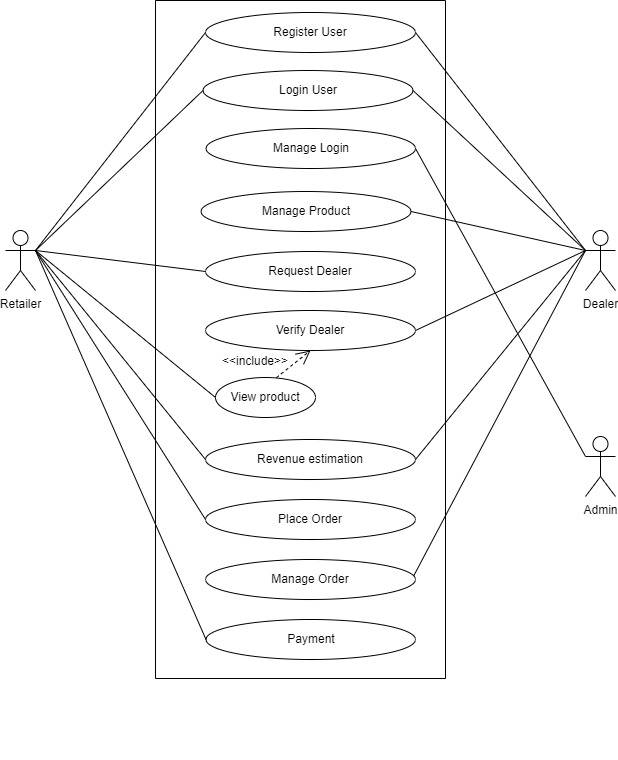 Register User
Login User
Manage Login
Manage Product
Request Dealer
Retailer
Dealer
Verify Dealer
<<include>>
View product
Revenue estimation
Admin
Place Order
Manage Order
Payment